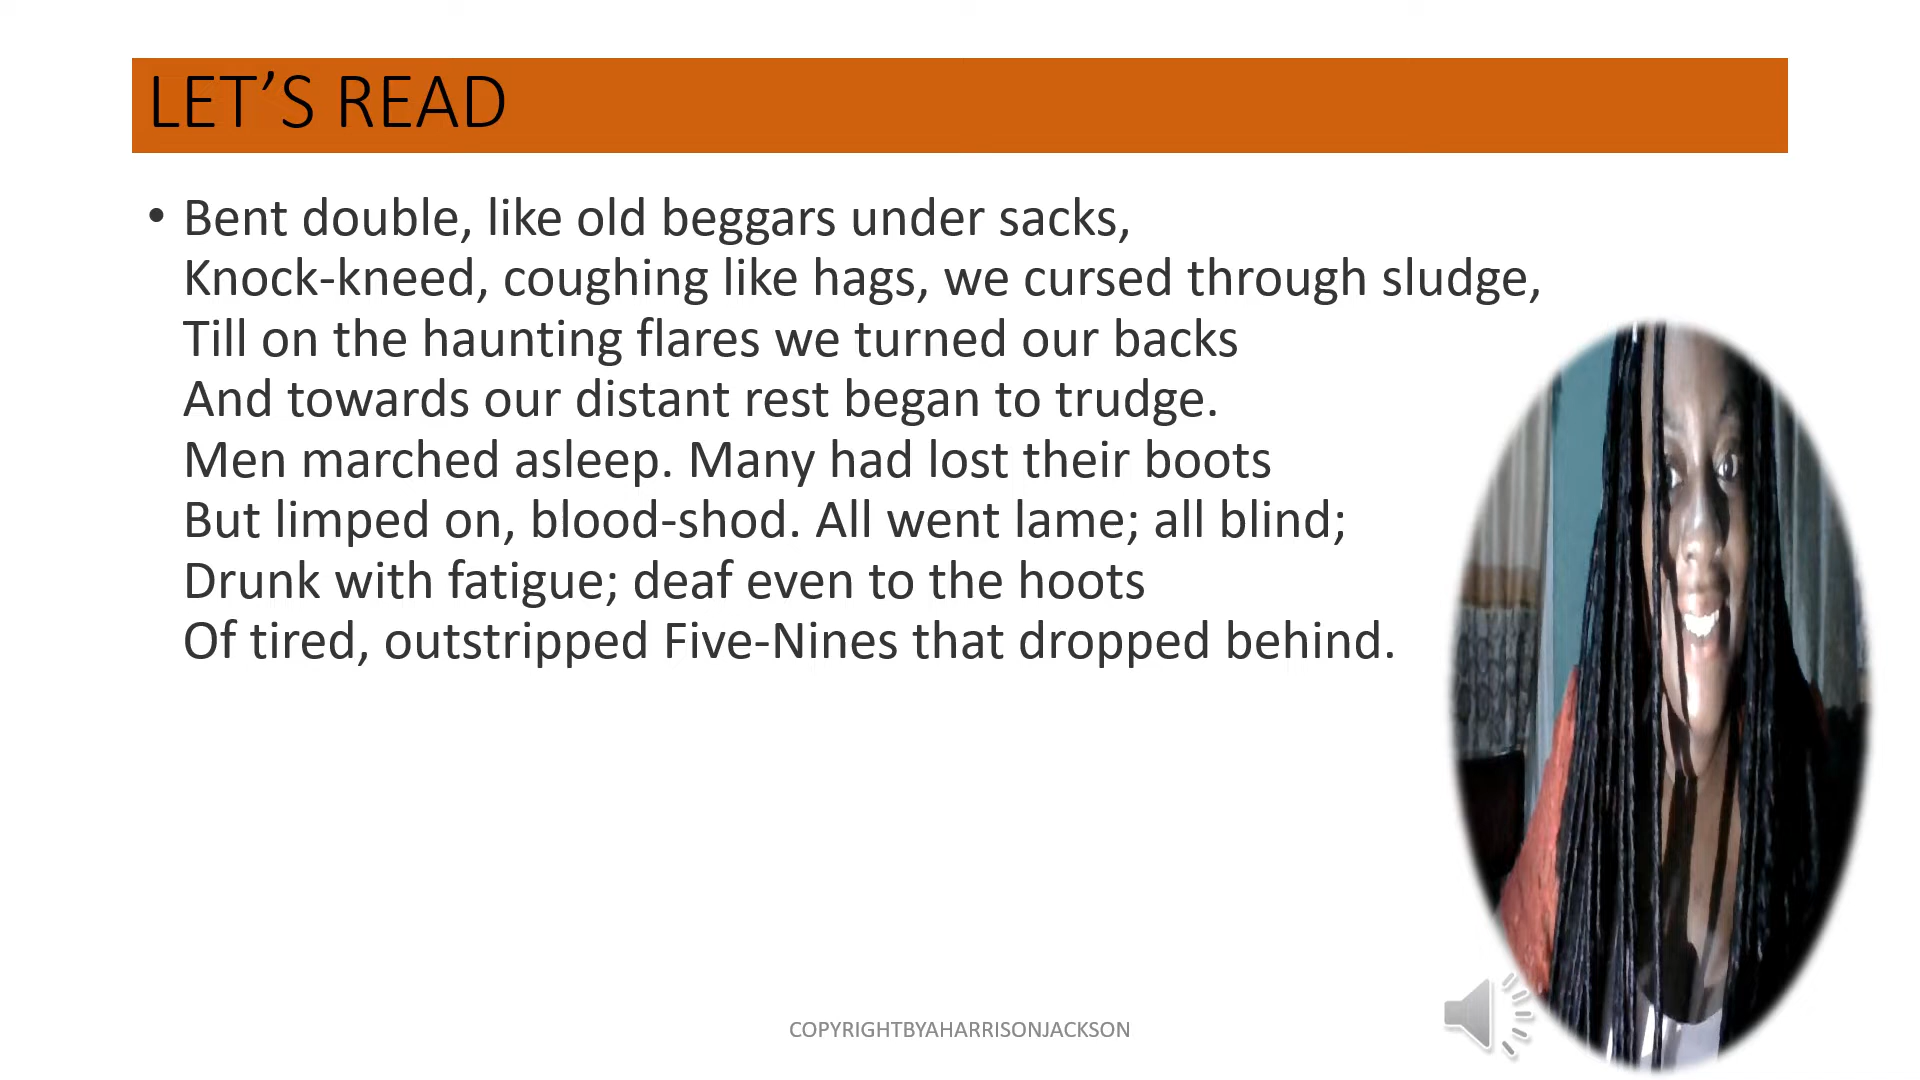 LET’S READ
• Bent double, like old beggars under sacks,
Knock-kneed, coughing like hags, we cursed through sludge,
Till on the haunting flares we turned our backs
And towards our distant rest began to trudge.
Men marched asleep. Many had lost their boots
But limped on, blood-shod. All went lame; all blind;
Drunk with fatigue; deaf even to the hoots
Of tired, outstripped Five-Nines that dropped behind.
COPYRIGHTBYAHARRISONJACKSON